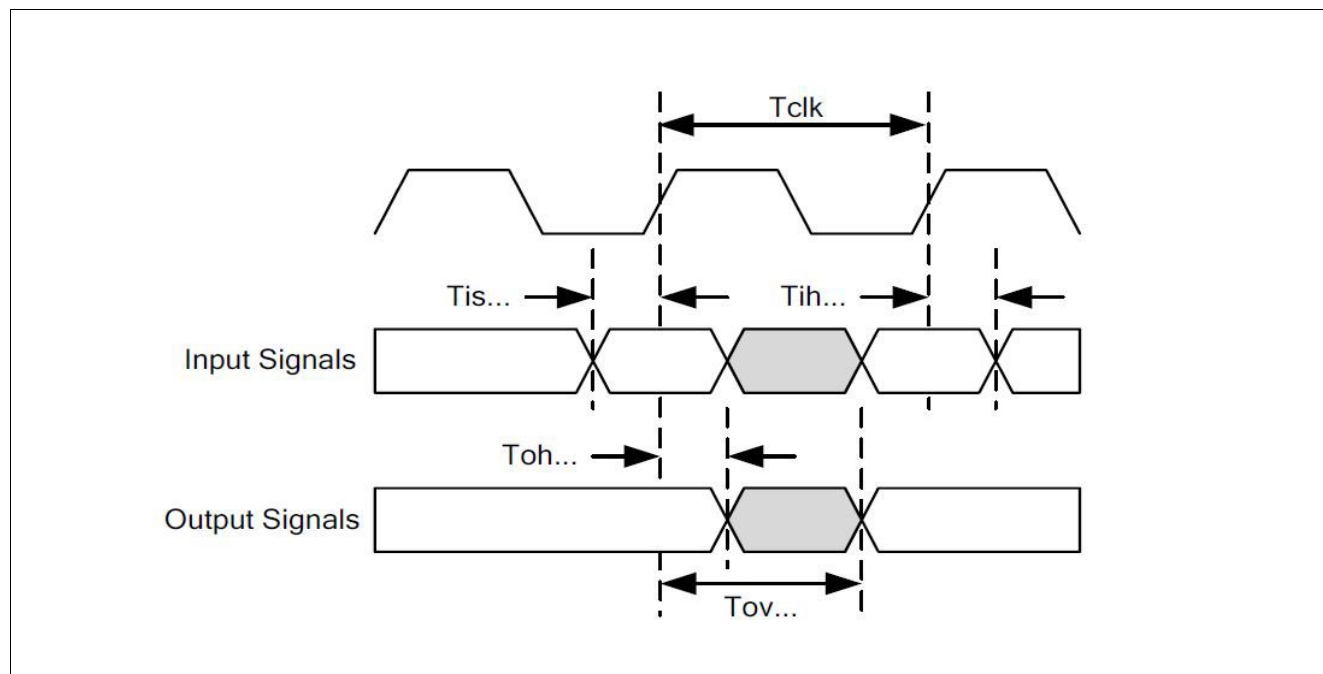 Tclk
Tis...
Tih...
Input Signals
Toh...
Output Signals
Tov...